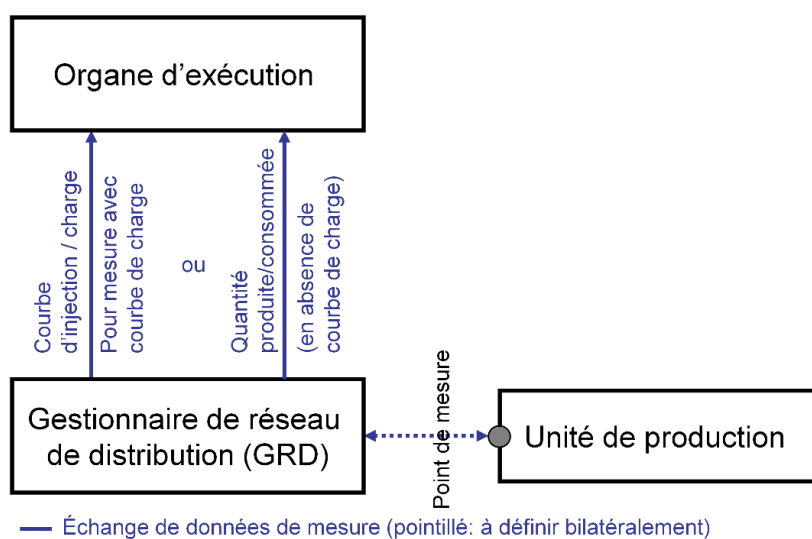 Organe d'exécution
Courbe
d'injection / charge
Pour mesure avec
courbe de charge
ou
Quantité
produite/consommée
(en absence de
courbe de charge)
Gestionnaire de réseau
de distribution (GRD)
Point de mesure
Unité de production
Échange de données de mesure (pointillé: à définir bilatéralement)